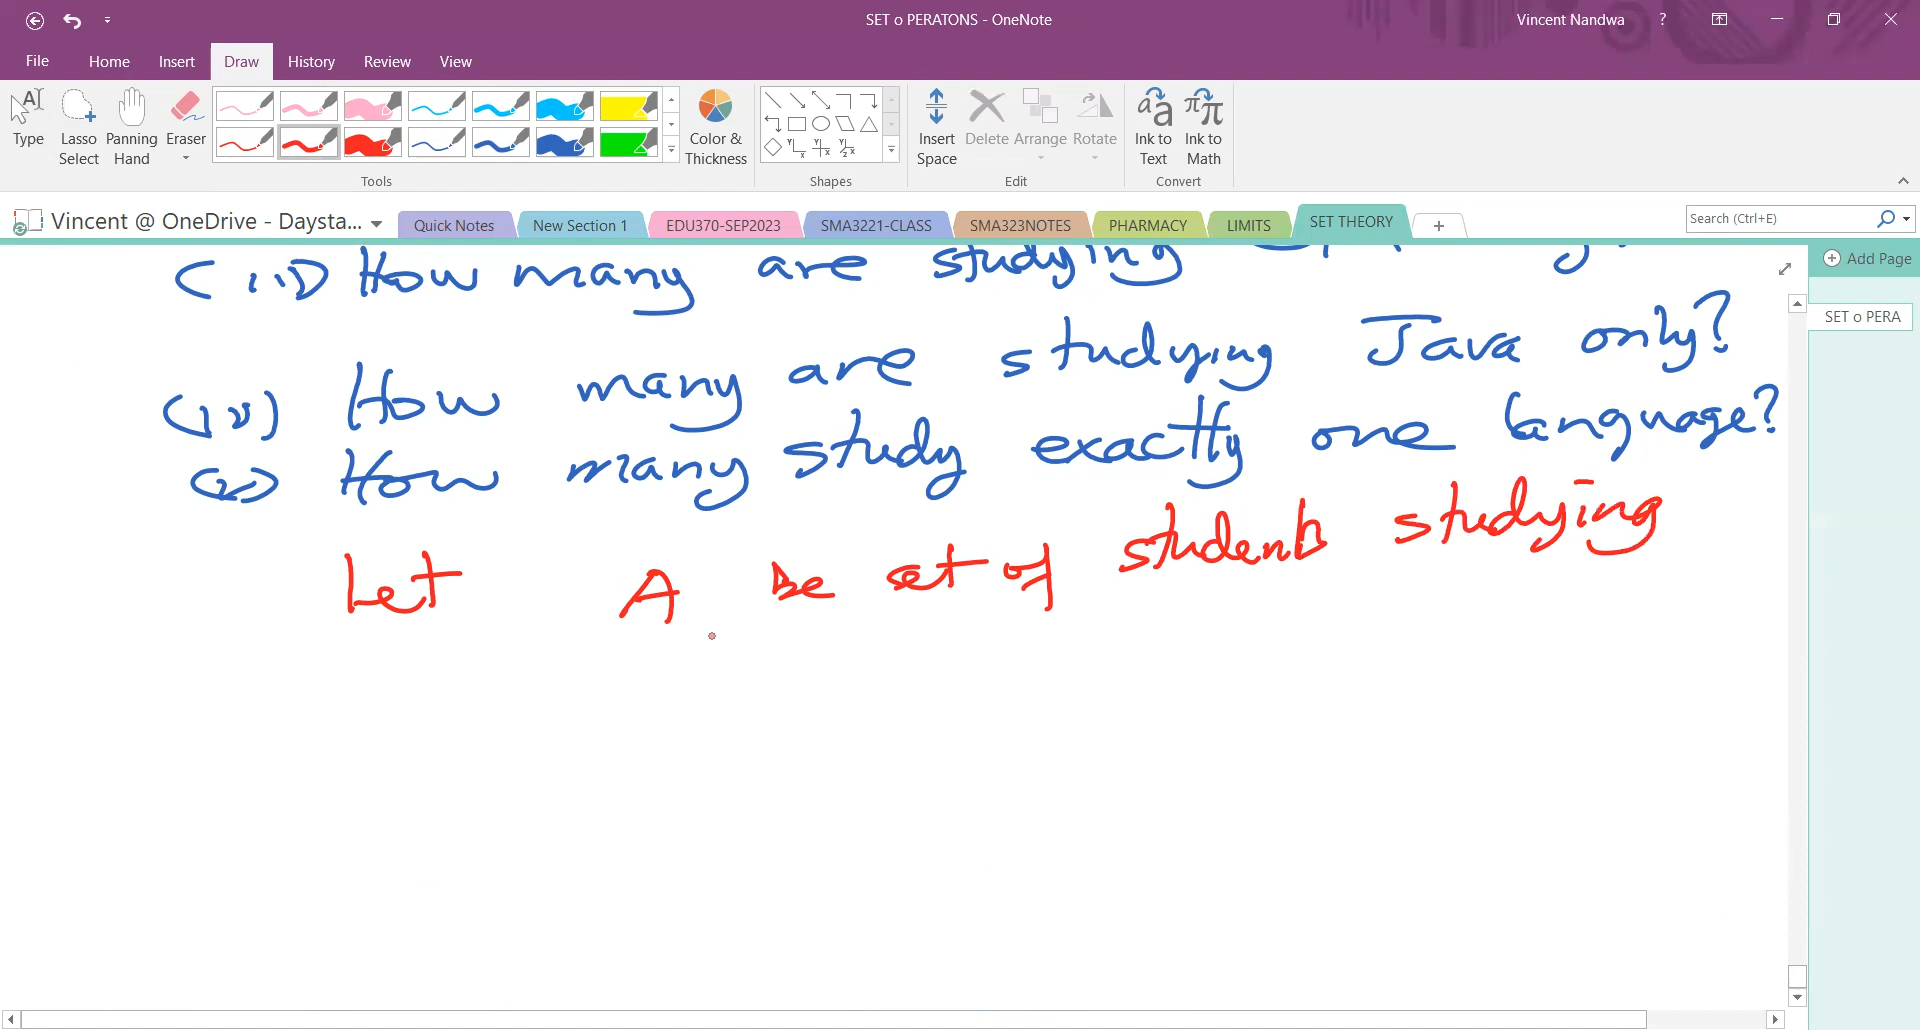 SET o PERATONS - OneNote
Vincent Nandwa
?
File
Home
Insert
Draw
History
Review
View
Type
Lasso Select
Panning Hand
Eraser
Color & Thickness
Insert Space
Delete
Arrange
Rotate
Ink to Text
Ink to Math
Tools
Shapes
Edit
Convert
Vincent @ OneDrive - Daysta...
Quick Notes
New Section 1
EDU370-SEP2023
SMA3221-CLASS
SMA323NOTES
PHARMACY
LIMITS
SET THEORY
Search (Ctrl+E)
Add Page
SET o PERA
(iii) How many are studying
(iv) How many are studying Java only?
(v) How many study exactly one language?
Let A be set of students studying